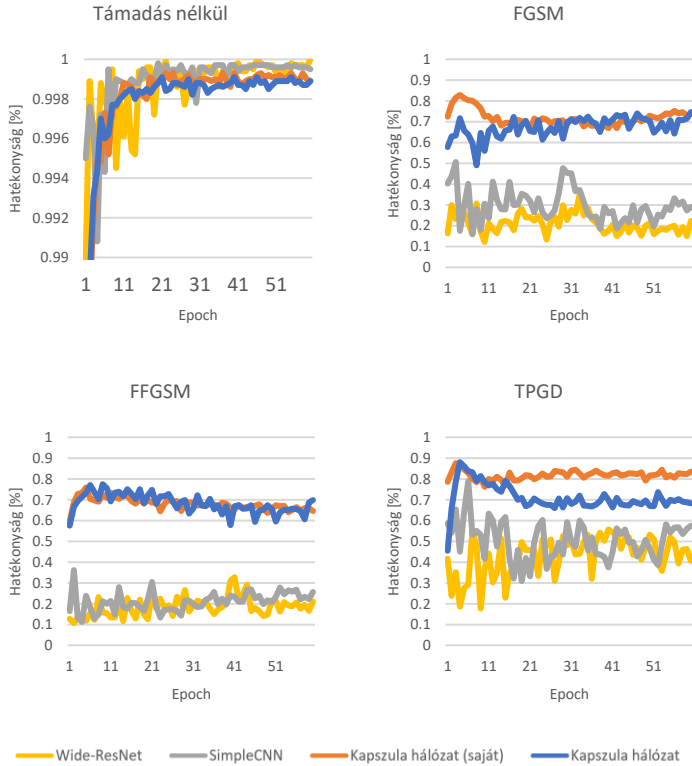 Támadás nélkül
Hatékonyság [%]
1
0.998
0.996
0.994
0.992
0.99
1 11 21 31 41 51
Epoch
FGSM
Hatékonyság [%]
1
0.9
0.8
0.7
0.6
0.5
0.4
0.3
0.2
0.1
0
1 11 21 31 41 51
Epoch
FFGSM
Hatékonyság [%]
1
0.9
0.8
0.7
0.6
0.5
0.4
0.3
0.2
0.1
0
1 11 21 31 41 51
Epoch
TPGD
Hatékonyság [%]
1
0.9
0.8
0.7
0.6
0.5
0.4
0.3
0.2
0.1
0
1 11 21 31 41 51
Epoch
Wide-ResNet SimpleCNN Kapszula hálózat (saját) Kapszula hálózat